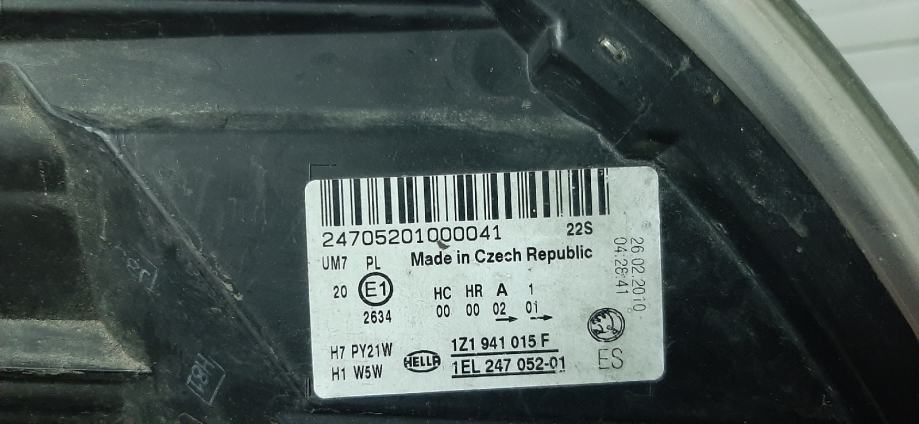 24705201000041 22S
UM7 PL Made in Czech Republic
20 E1 HC HR A 1
2634 00 00 02 01
H7 PY21W HELLA 1Z1 941 015 F
H1 W5W 1EL 247 052-01
ES
26.02.2010
04:28:41